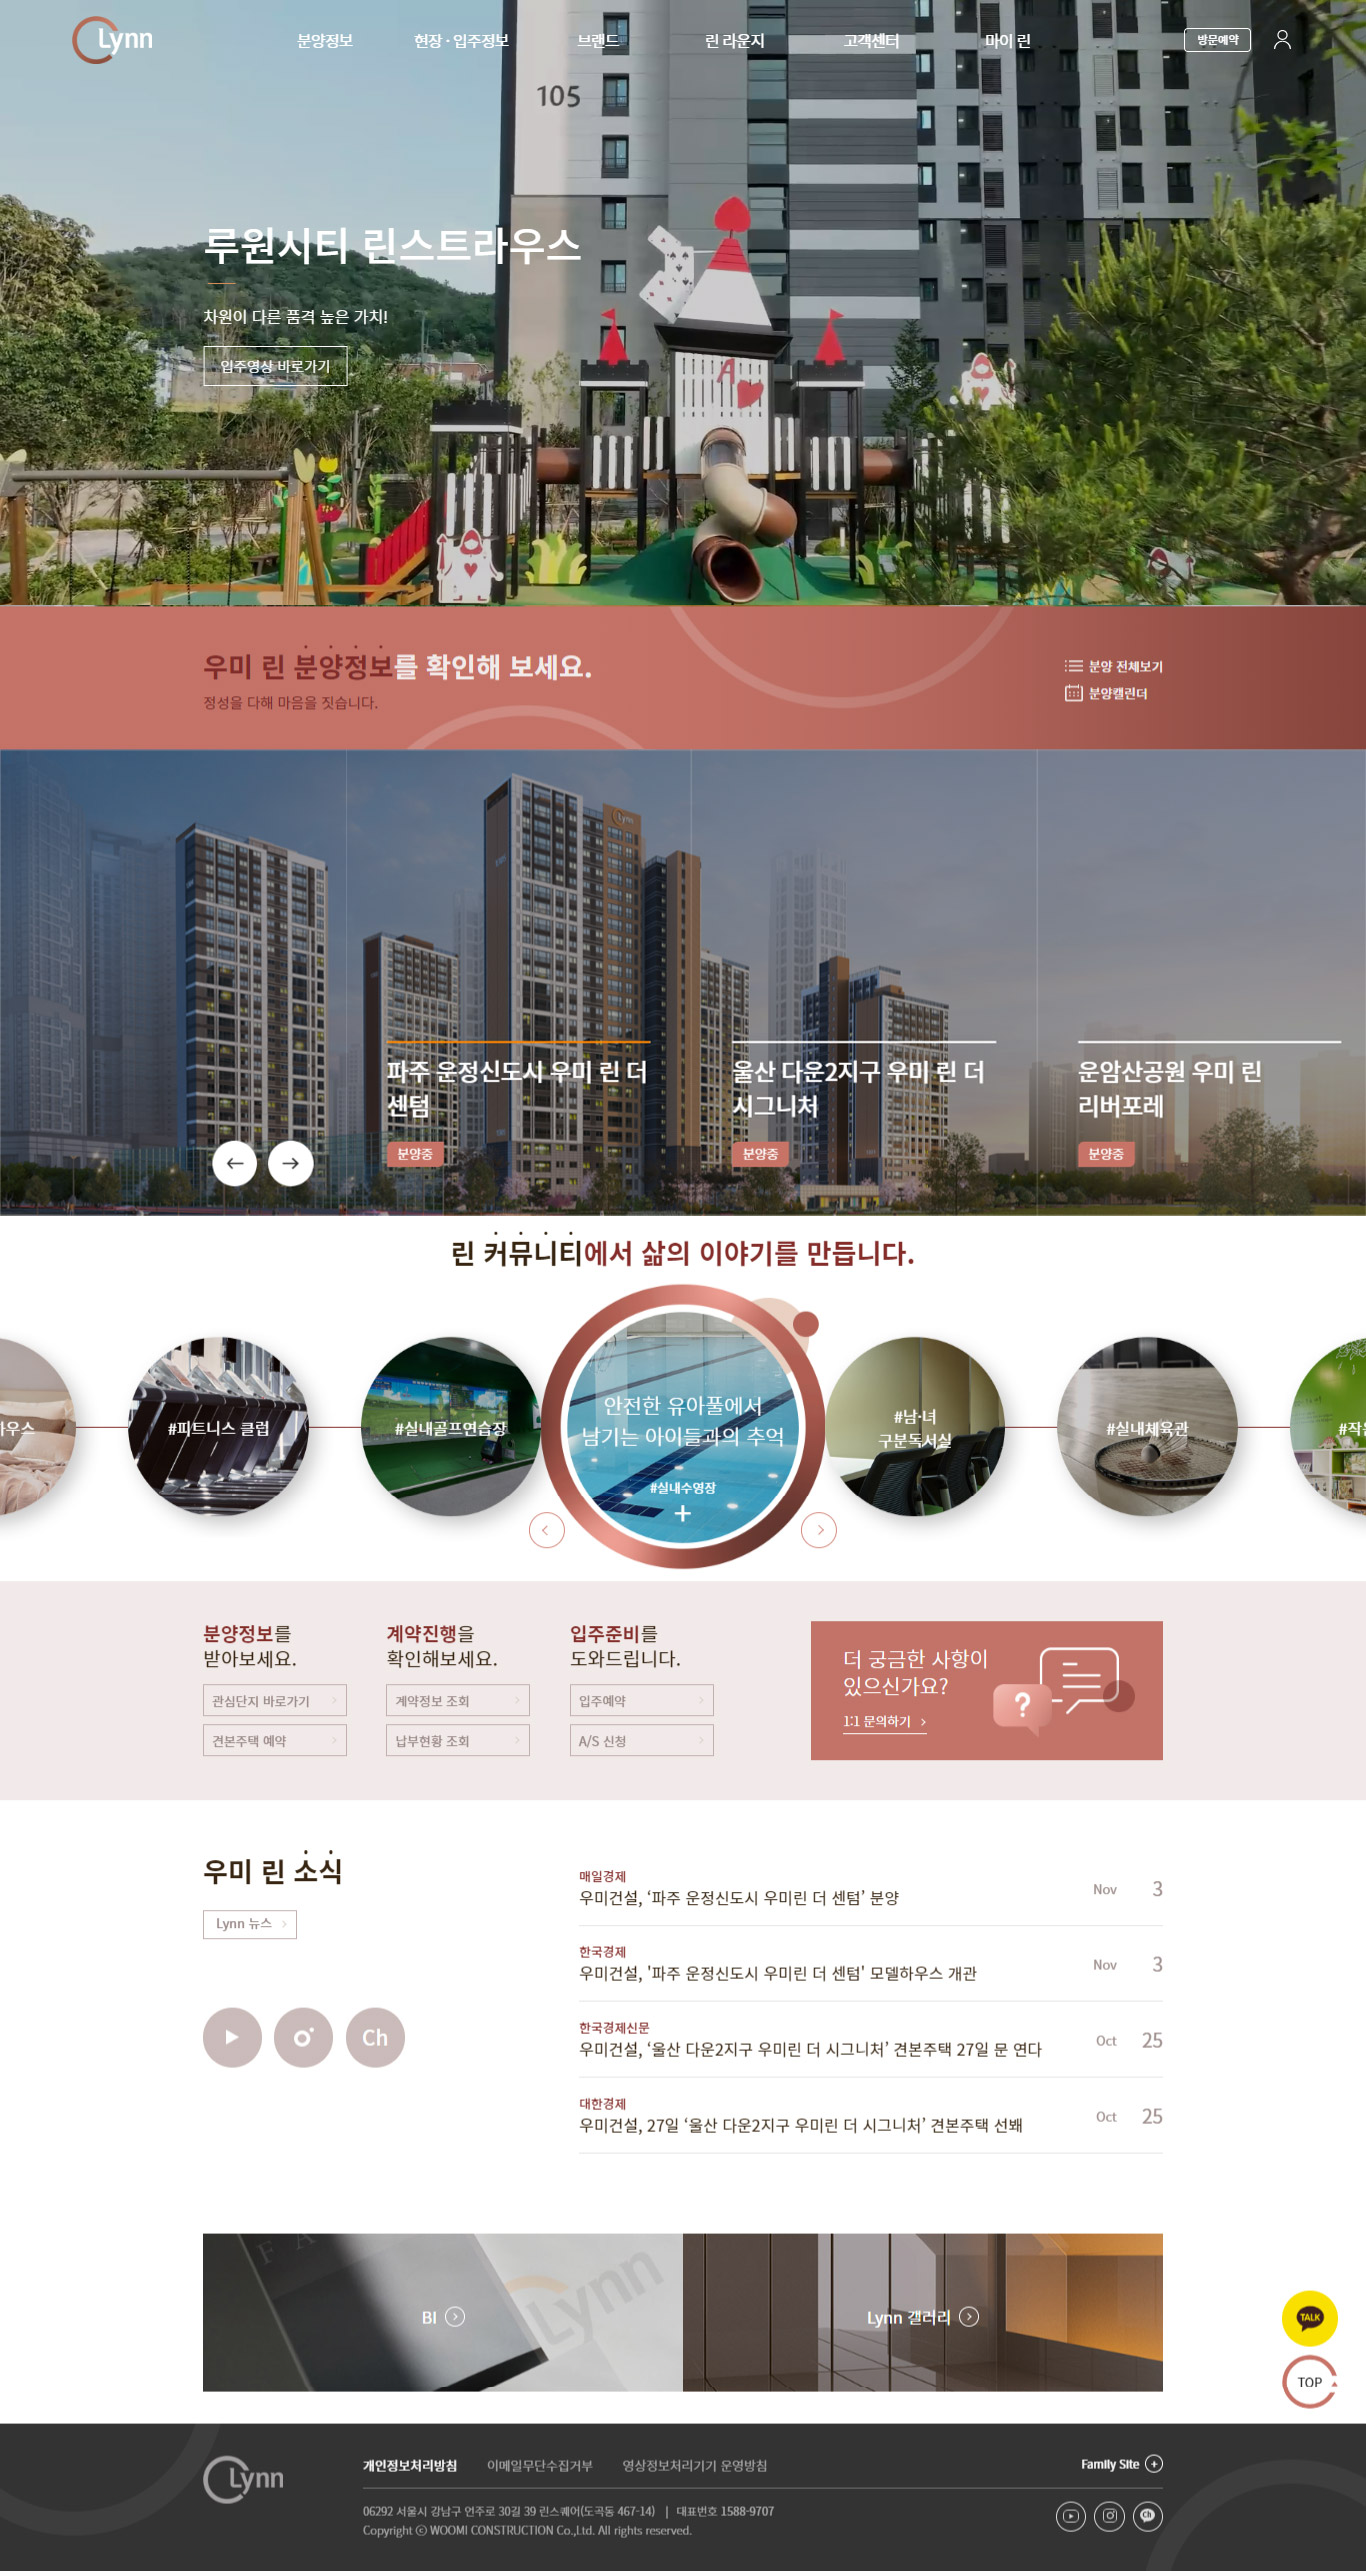 Lynn
분양정보
현장 · 입주정보
브랜드
린 라운지
고객센터
마이 린
방문예약
105
루원시티 린스트라우스
차원이 다른 품격 높은 가치!
입주영상 바로가기
A
우미 린 분양정보를 확인해 보세요.
정성을 다해 마음을 짓습니다.
분양 전체보기
분양캘린더
Lynn
파주 운정신도시 우미 린 더
센텀
분양중
울산 다운2지구 우미 린 더
시그니처
분양중
운암산공원 우미 린
리버포레
분양중
린 커뮤니티에서 삶의 이야기를 만듭니다.
#피트니스 클럽
#실내골프연습장
안전한 유아풀에서
남기는 아이들과의 추억
#실내수영장
#남·녀
구분독서실
#실내체육관
분양정보를
받아보세요.
관심단지 바로가기
견본주택 예약
계약진행을
확인해보세요.
계약정보 조회
납부현황 조회
입주준비를
도와드립니다.
입주예약
A/S 신청
더 궁금한 사항이
있으신가요?
1:1 문의하기
우미 린 소식
Lynn 뉴스
Ch
매일경제
우미건설, ‘파주 운정신도시 우미린 더 센텀’ 분양
Nov 3
한국경제
우미건설, '파주 운정신도시 우미린 더 센텀' 모델하우스 개관
Nov 3
한국경제신문
우미건설, ‘울산 다운2지구 우미린 더 시그니처’ 견본주택 27일 문 연다
Oct 25
대한경제
우미건설, 27일 ‘울산 다운2지구 우미린 더 시그니처’ 견본주택 선봬
Oct 25
Lynn
BI
Lynn 갤러리
TALK
TOP
Lynn
개인정보처리방침
이메일무단수집거부
영상정보처리기기 운영방침
Family Site
06292 서울시 강남구 언주로 30길 39 린스퀘어(도곡동 467-14) | 대표번호 1588-9707
Copyright ⓒ WOOMI CONSTRUCTION Co.,Ltd. All rights reserved.
Ch